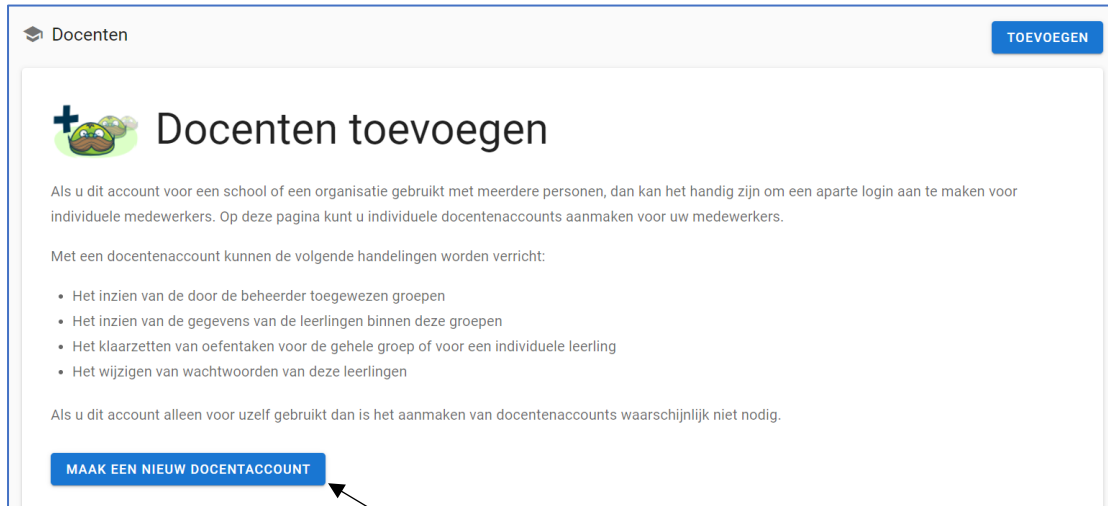 Docenten
TOEVOEGEN
Docenten toevoegen
Als u dit account voor een school of een organisatie gebruikt met meerdere personen, dan kan het handig zijn om een aparte login aan te maken voor
individuele medewerkers. Op deze pagina kunt u individuele docentenaccounts aanmaken voor uw medewerkers.
Met een docentenaccount kunnen de volgende handelingen worden verricht:
• Het inzien van de door de beheerder toegewezen groepen
• Het inzien van de gegevens van de leerlingen binnen deze groepen
• Het klaarzetten van oefentaken voor de gehele groep of voor een individuele leerling
• Het wijzigen van wachtwoorden van deze leerlingen
Als u dit account alleen voor uzelf gebruikt dan is het aanmaken van docentenaccounts waarschijnlijk niet nodig.
MAAK EEN NIEUW DOCENTACCOUNT